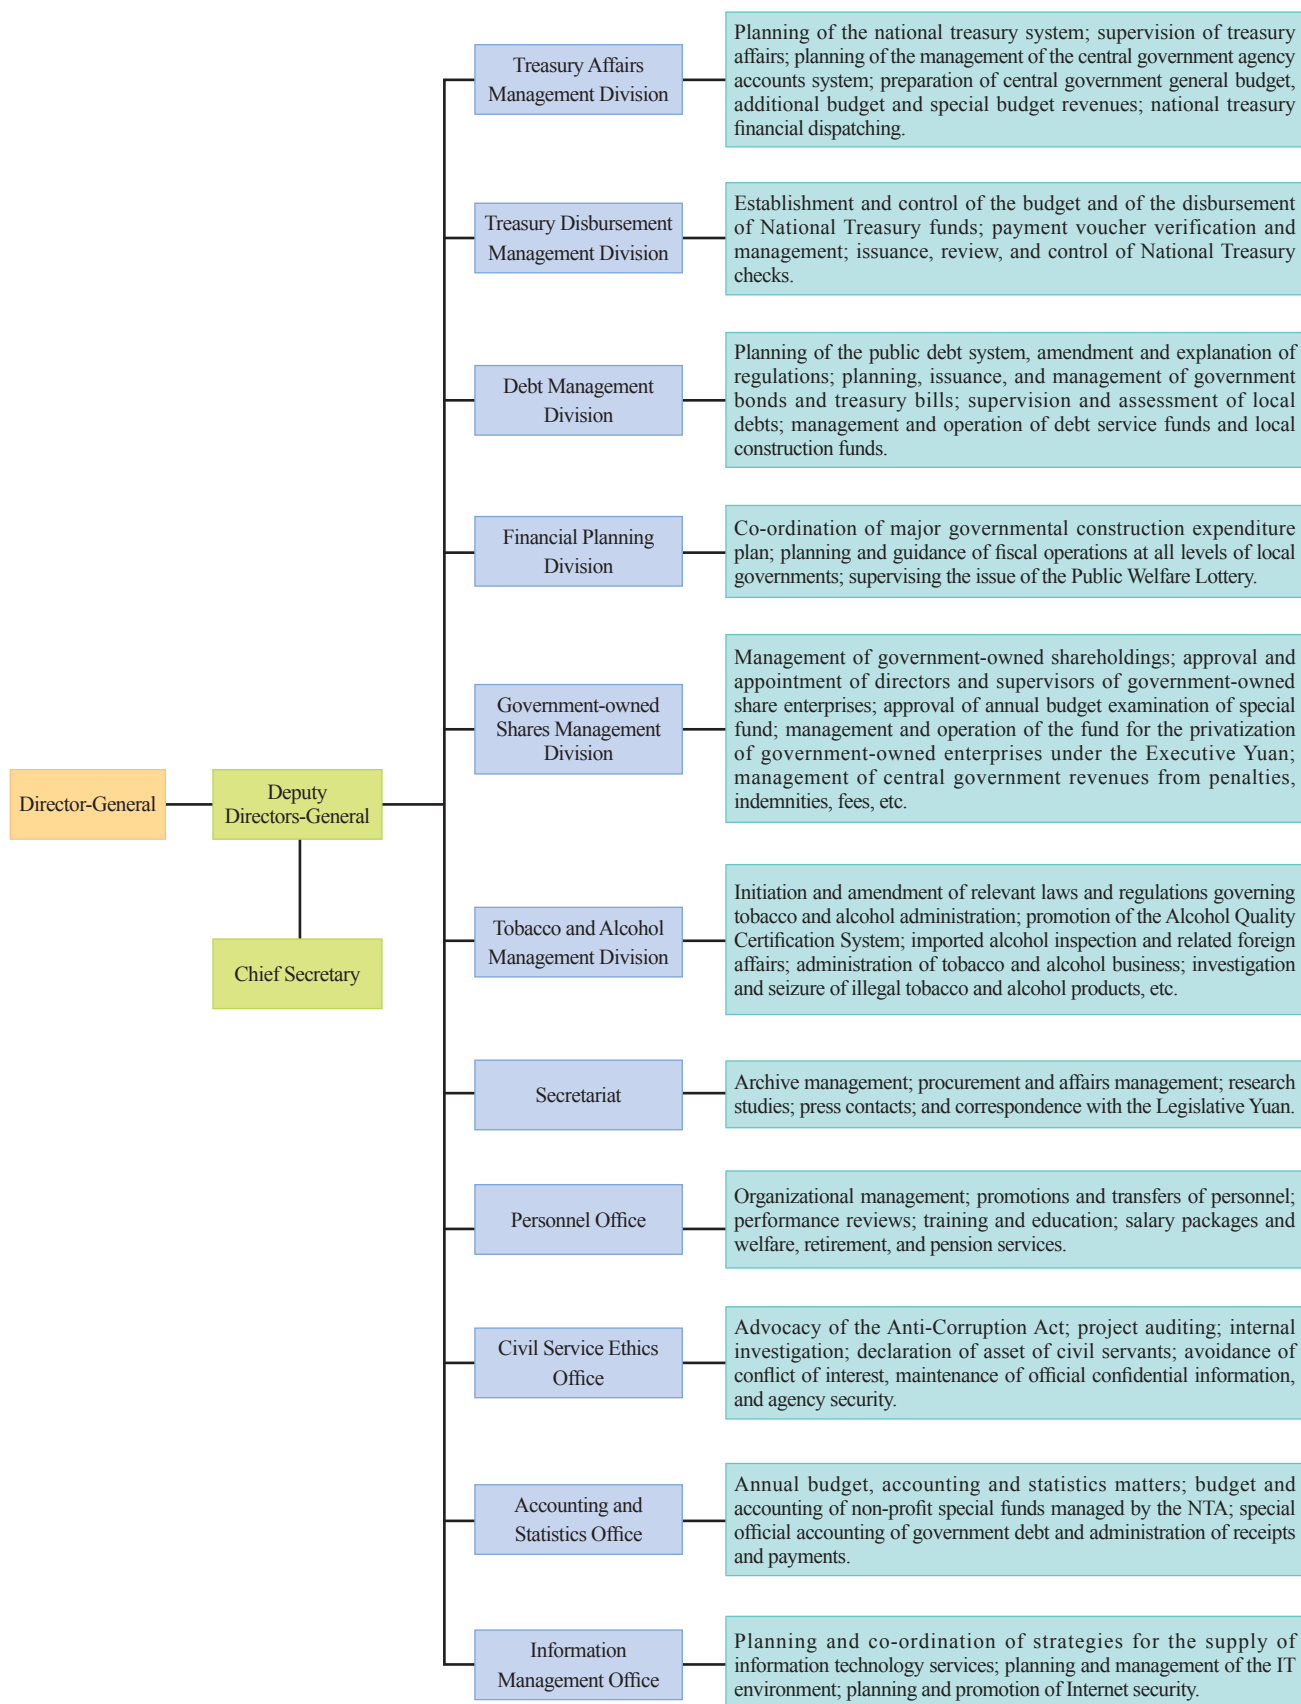 Director-General
Deputy
Directors-General
Chief Secretary
Treasury Affairs
Management Division
Planning of the national treasury system; supervision of treasury
affairs; planning of the management of the central government agency
accounts system; preparation of central government general budget,
additional budget and special budget revenues; national treasury
financial dispatching.
Treasury Disbursement
Management Division
Establishment and control of the budget and of the disbursement
of National Treasury funds; payment voucher verification and
management; issuance, review, and control of National Treasury
checks.
Debt Management
Division
Planning of the public debt system, amendment and explanation of
regulations; planning, issuance, and management of government
bonds and treasury bills; supervision and assessment of local
debts; management and operation of debt service funds and local
construction funds.
Financial Planning
Division
Co-ordination of major governmental construction expenditure
plan; planning and guidance of fiscal operations at all levels of local
governments; supervising the issue of the Public Welfare Lottery.
Government-owned
Shares Management
Division
Management of government-owned shareholdings; approval and
appointment of directors and supervisors of government-owned
share enterprises; approval of annual budget examination of special
fund; management and operation of the fund for the privatization
of government-owned enterprises under the Executive Yuan;
management of central government revenues from penalties,
indemnities, fees, etc.
Tobacco and Alcohol
Management Division
Initiation and amendment of relevant laws and regulations governing
tobacco and alcohol administration; promotion of the Alcohol Quality
Certification System; imported alcohol inspection and related foreign
affairs; administration of tobacco and alcohol business; investigation
and seizure of illegal tobacco and alcohol products, etc.
Secretariat
Archive management; procurement and affairs management; research
studies; press contacts; and correspondence with the Legislative Yuan.
Personnel Office
Organizational management; promotions and transfers of personnel;
performance reviews; training and education; salary packages and
welfare, retirement, and pension services.
Civil Service Ethics
Office
Advocacy of the Anti-Corruption Act; project auditing; internal
investigation; declaration of asset of civil servants; avoidance of
conflict of interest, maintenance of official confidential information,
and agency security.
Accounting and
Statistics Office
Annual budget, accounting and statistics matters; budget and
accounting of non-profit special funds managed by the NTA; special
official accounting of government debt and administration of receipts
and payments.
Information
Management Office
Planning and co-ordination of strategies for the supply of
information technology services; planning and management of the IT
environment; planning and promotion of Internet security.